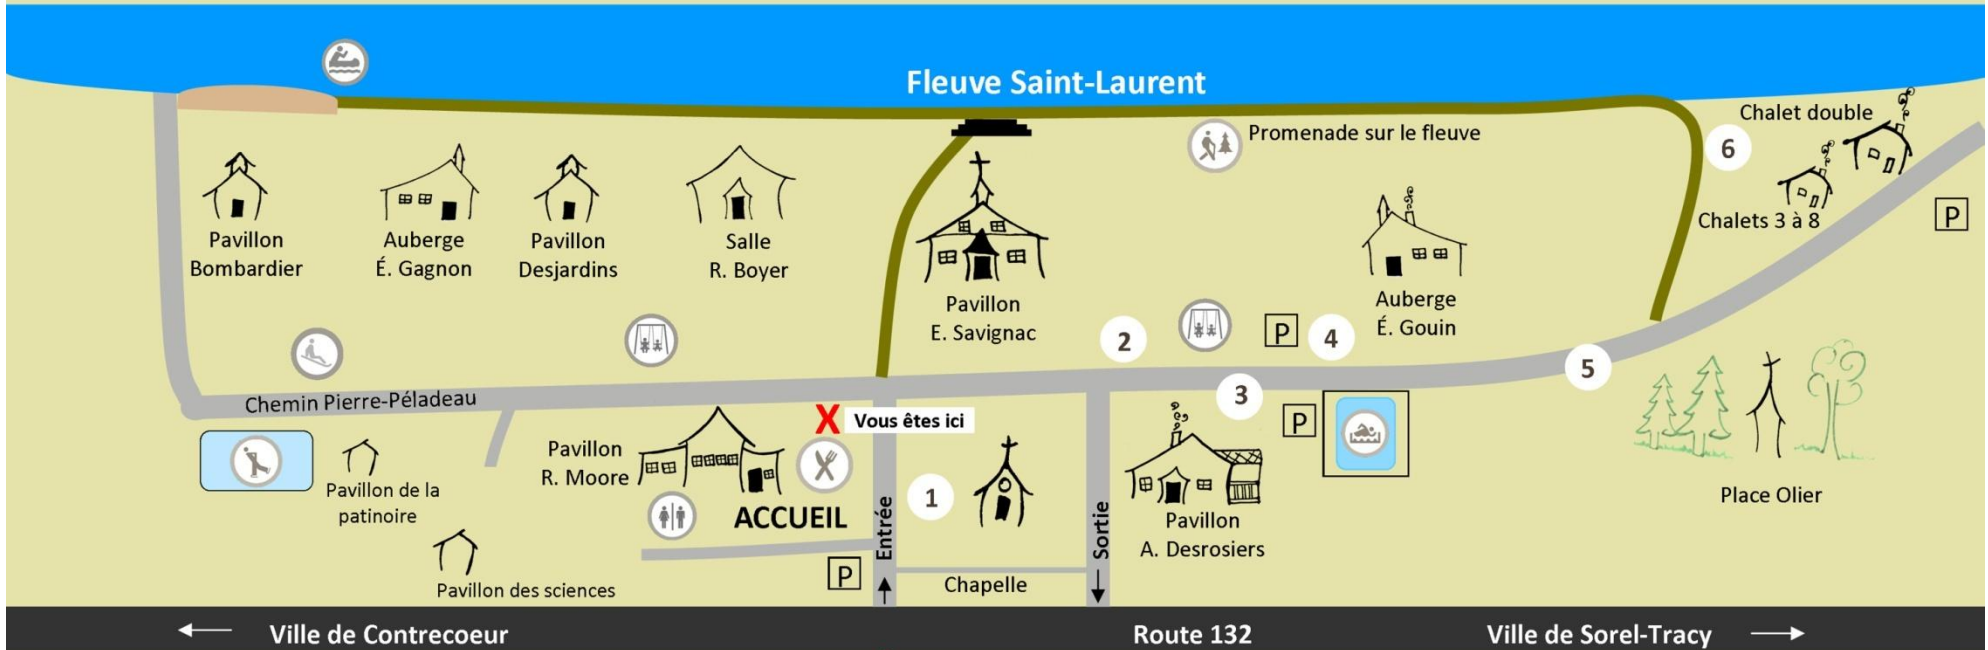 Fleuve Saint-Laurent
Chalet double
Promenade sur le fleuve
6
Chalets 3 à 8
P
Pavillon
Bombardier
Auberge
É. Gagnon
Pavillon
Desjardins
Salle
R. Boyer
Pavillon
E. Savignac
Auberge
É. Gouin
2
P
4
5
3
Chemin Pierre-Péladeau
X Vous êtes ici
P
Pavillon
R. Moore
Pavillon de la
patinoire
1
ACCUEIL
Entrée
Sortie
Pavillon
A. Desrosiers
Place Olier
Pavillon des sciences
P
Chapelle
Ville de Contrecoeur
Route 132
Ville de Sorel-Tracy